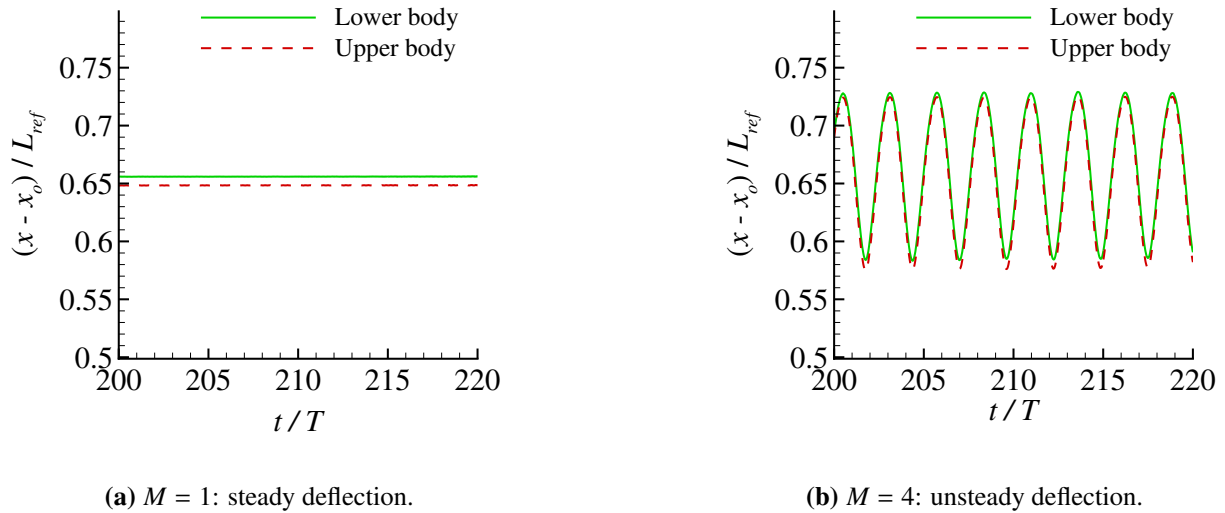 Lower body
Upper body
0.75
0.7
0.65
0.6
0.55
0.5
200 205 210 215 220
(x - x_o) / L_ref
t / T
(a) M = 1: steady deflection.
Lower body
Upper body
0.75
0.7
0.65
0.6
0.55
0.5
200 205 210 215 220
(x - x_o) / L_ref
t / T
(b) M = 4: unsteady deflection.